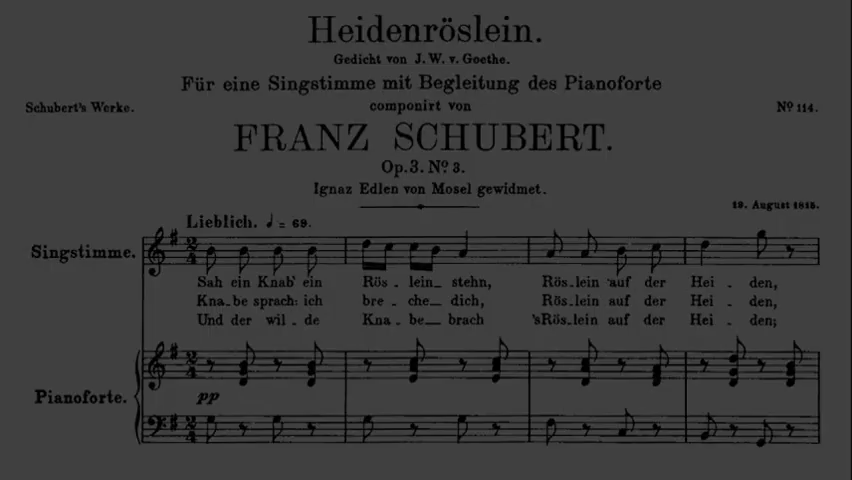 Heidenröslein.
Gedicht von J. W. v. Goethe.
Für eine Singstimme mit Begleitung des Pianoforte
Schubert's Werke.
componirt von
Nº 114.
FRANZ SCHUBERT.
Op. 3. Nº 3.
Ignaz Edlen von Mosel gewidmet.
19. August 1815.
Lieblich. ♩ = 69.
Singstimme.
Sah ein Knab' ein Rös - lein stehn, Rös - lein auf der Hei - den,
Kna - be sprach: ich bre - che dich, Rös - lein auf der Hei - den,
Und der wil - de Kna - be brach 's Rös - lein auf der Hei - den;
Pianoforte.
pp